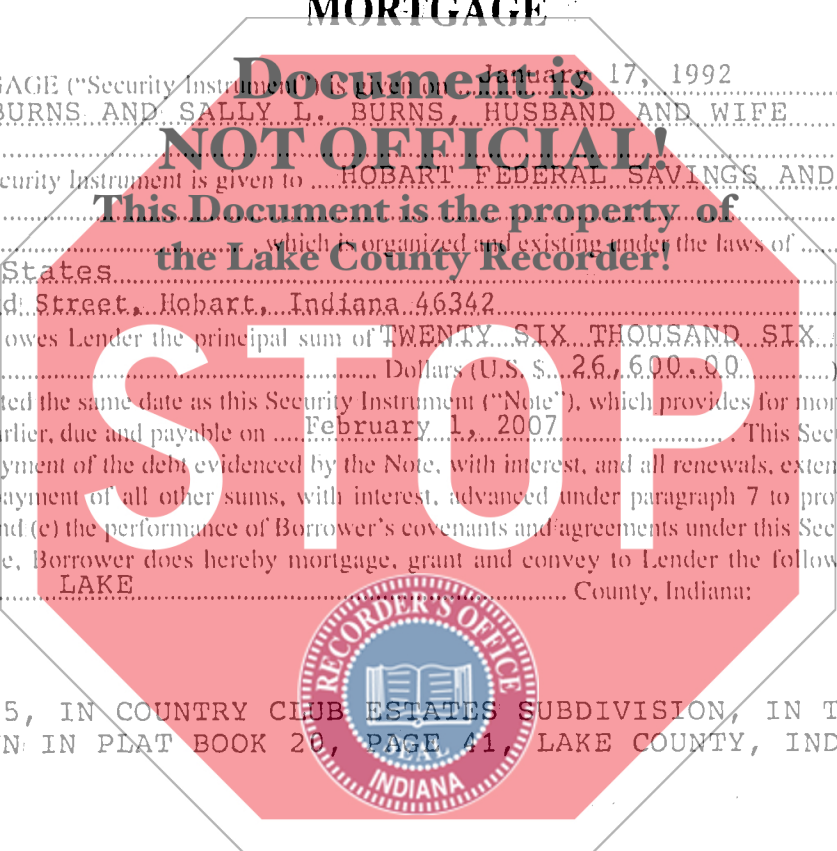 MORTGAGE
GAGE ("Security Instrument") is given on January 17, 1992
Document is
BURNS AND SALLY L. BURNS, HUSBAND AND WIFE
NOT OFFICIAL!
curity Instrument is given to HOBART FEDERAL SAVINGS AND
This Document is the property of
which is organized and existing under the laws of
the Lake County Recorder!
States
d Street, Hobart, Indiana 46342
owes Lender the principal sum of TWENTY SIX THOUSAND SIX
Dollars (U.S. $ 26,600.00 )
STOP
ted the same date as this Security Instrument ("Note"), which provides for mon
rlier, due and payable on February 1, 2007. This Secu
yment of the debt evidenced by the Note, with interest, and all renewals, exten
ayment of all other sums, with interest, advanced under paragraph 7 to pro
nd (c) the performance of Borrower's covenants and agreements under this Sec
e, Borrower does hereby mortgage, grant and convey to Lender the follow
LAKE County, Indiana:
RECORDER'S OFFICE
5, IN COUNTRY CLUB ESTATES SUBDIVISION, IN T
N IN PLAT BOOK 20, PAGE 41, LAKE COUNTY, IND
SEAL
INDIANA